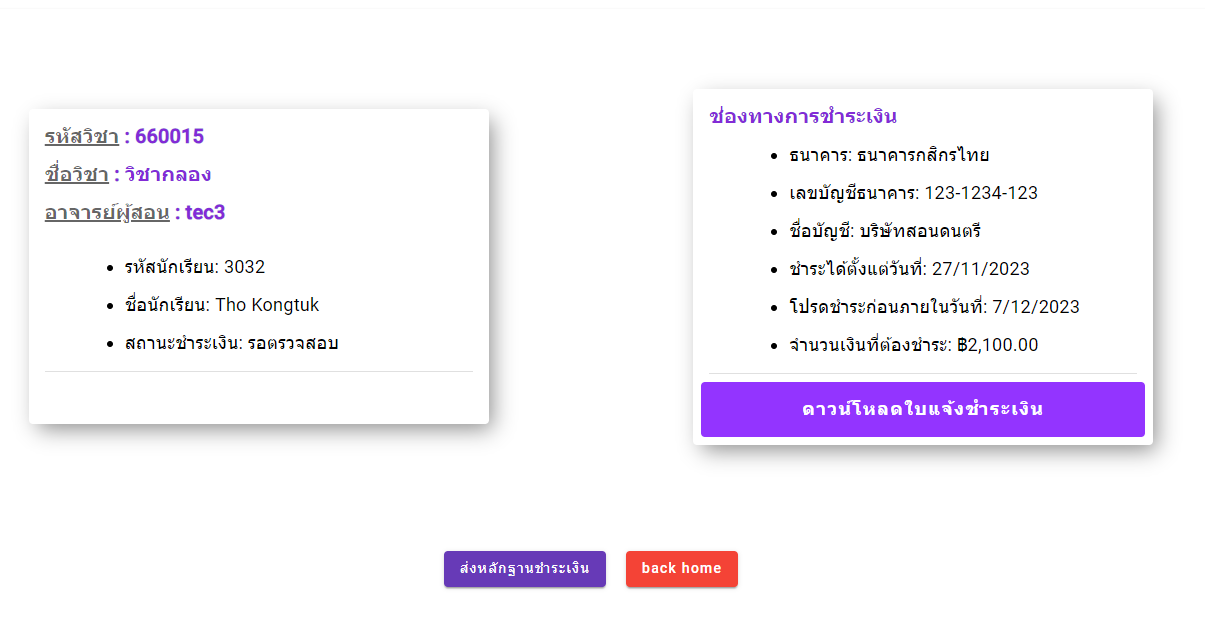 รหัสวิชา : 660015
ชื่อวิชา : วิชากลอง
อาจารย์ผู้สอน : tec3
รหัสนักเรียน: 3032
ชื่อนักเรียน: Tho Kongtuk
สถานะชำระเงิน: รอตรวจสอบ
ช่องทางการชำระเงิน
ธนาคาร: ธนาคารกสิกรไทย
เลขบัญชีธนาคาร: 123-1234-123
ชื่อบัญชี: บริษัทสอนดนตรี
ชำระได้ตั้งแต่วันที่: 27/11/2023
โปรดชำระก่อนภายในวันที่: 7/12/2023
จำนวนเงินที่ต้องชำระ: ฿2,100.00
ดาวน์โหลดใบแจ้งชำระเงิน
ส่งหลักฐานชำระเงิน
back home